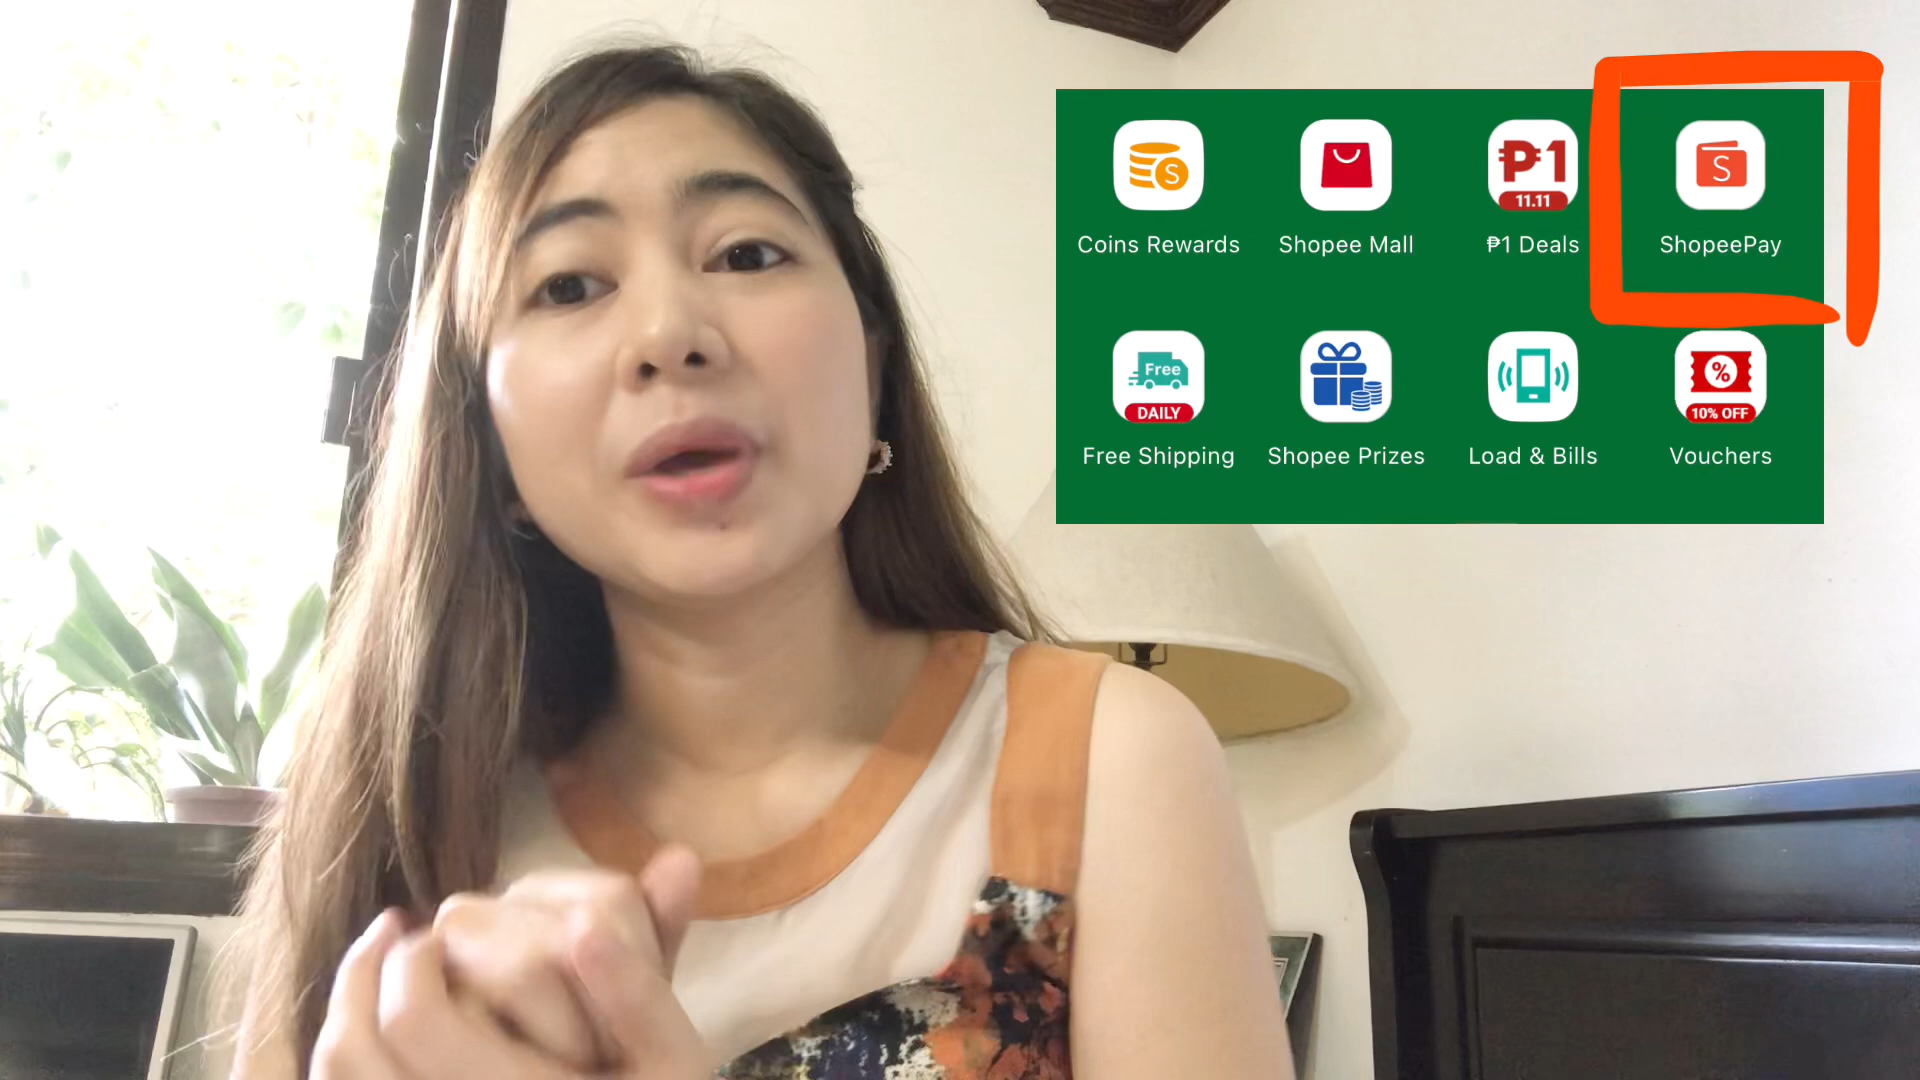 S
₱1
11.11
S
Coins Rewards
Shopee Mall
₱1 Deals
ShopeePay
Free
DAILY
%
10% OFF
Free Shipping
Shopee Prizes
Load & Bills
Vouchers